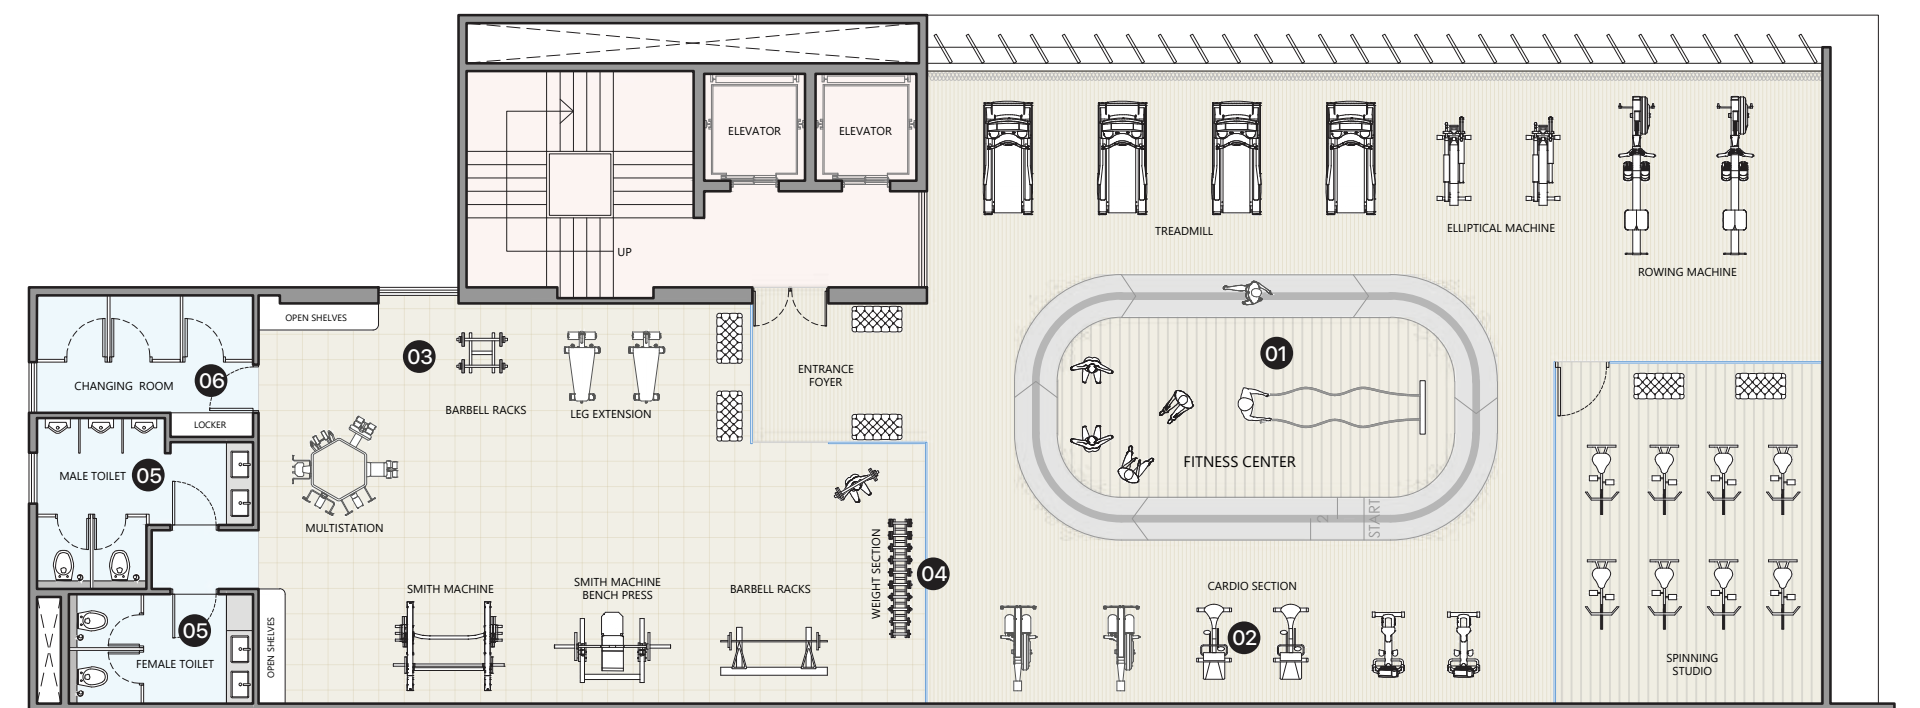 ELEVATOR
ELEVATOR
UP
TREADMILL
ELLIPTICAL MACHINE
ROWING MACHINE
OPEN SHELVES
03
06
CHANGING ROOM
BARBELL RACKS
LEG EXTENSION
ENTRANCE
FOYER
01
LOCKER
MALE TOILET
05
FITNESS CENTER
MULTISTATION
2
START
WEIGHT SECTION
04
SMITH MACHINE
SMITH MACHINE
BENCH PRESS
BARBELL RACKS
CARDIO SECTION
02
05
FEMALE TOILET
OPEN SHELVES
SPINNING
STUDIO